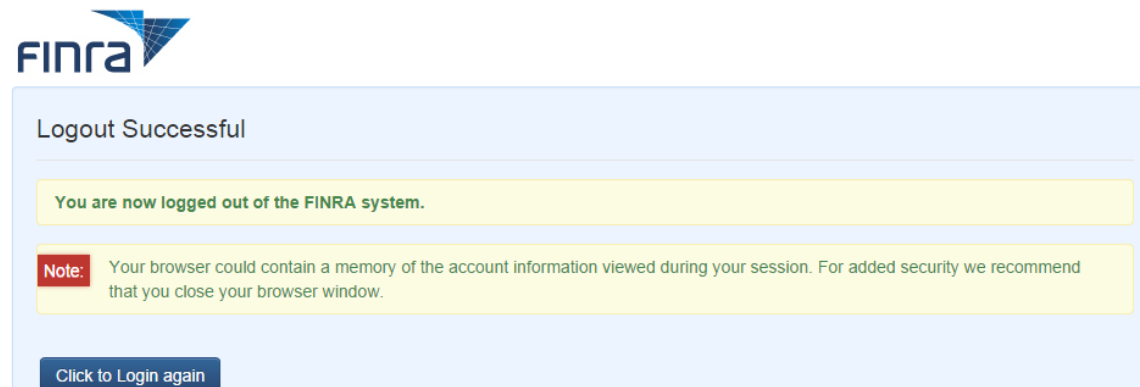 Finra
Logout Successful
You are now logged out of the FINRA system.
Note: Your browser could contain a memory of the account information viewed during your session. For added security we recommend
that you close your browser window.
Click to Login again